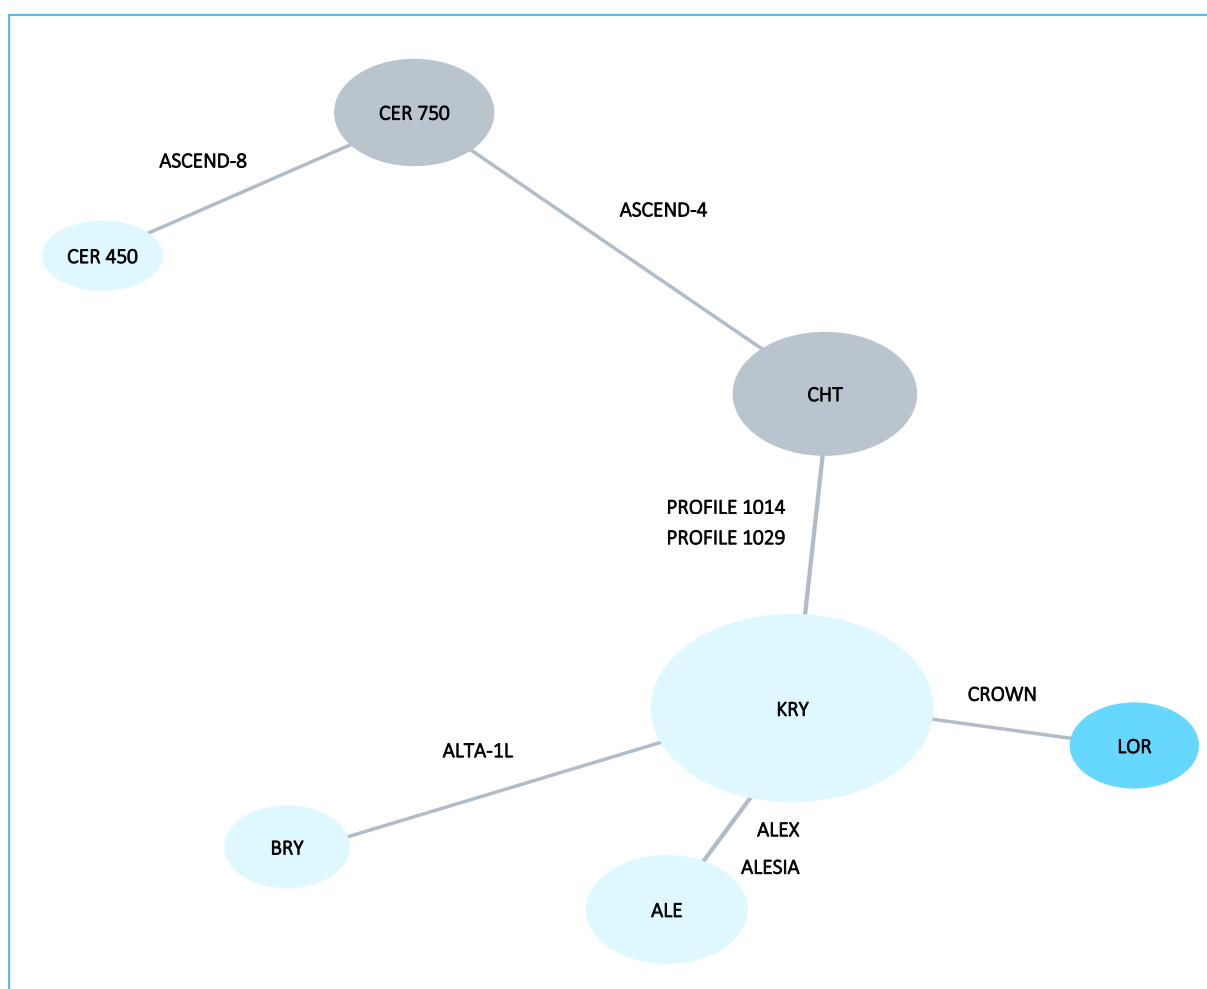 CER 750
ASCEND-8
ASCEND-4
CER 450
CHT
PROFILE 1014
PROFILE 1029
KRY
CROWN
LOR
ALTA-1L
ALEX
BRY
ALESIA
ALE